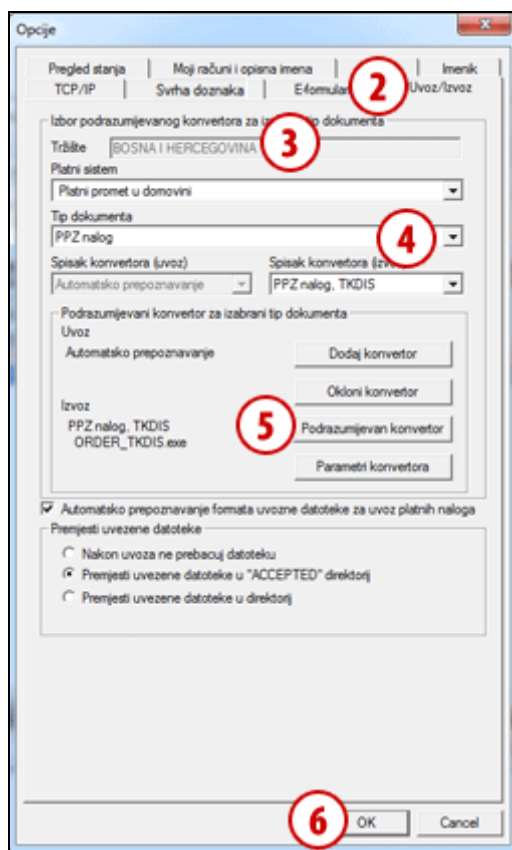 Opcije
Pregled stanja Moji računi i opisna imena Imenik
TCP/IP Svrha doznaka 2 Uvoz/Izvoz
Izbor podrazumijevanog konvertora za tip dokumenta
Tržište BOSNA I HERCEGOVINA 3
Platni sistem
Platni promet u domovini
Tip dokumenta
PPZ nalog 4
Spisak konvertora (uvoz) Spisak konvertora
Automatsko prepoznavanje PPZ nalog, TKDIS
Podrazumijevani konvertor za izabrani tip dokumenta
Uvoz
Automatsko prepoznavanje Dodaj konvertor
Okloni konvertor
Izvoz
PPZ nalog, TKDIS 5 Podrazumijevan konvertor
ORDER_TKDIS.exe
Parametri konvertora
Automatsko prepoznavanje formata uvozne datoteke za uvoz platnih naloga
Premjesti uvezene datoteke
Nakon uvoza ne prebacuj datoteku
Premjesti uvezene datoteke u "ACCEPTED" direktorij
Premjesti uvezene datoteke u direktorij
6 OK Cancel